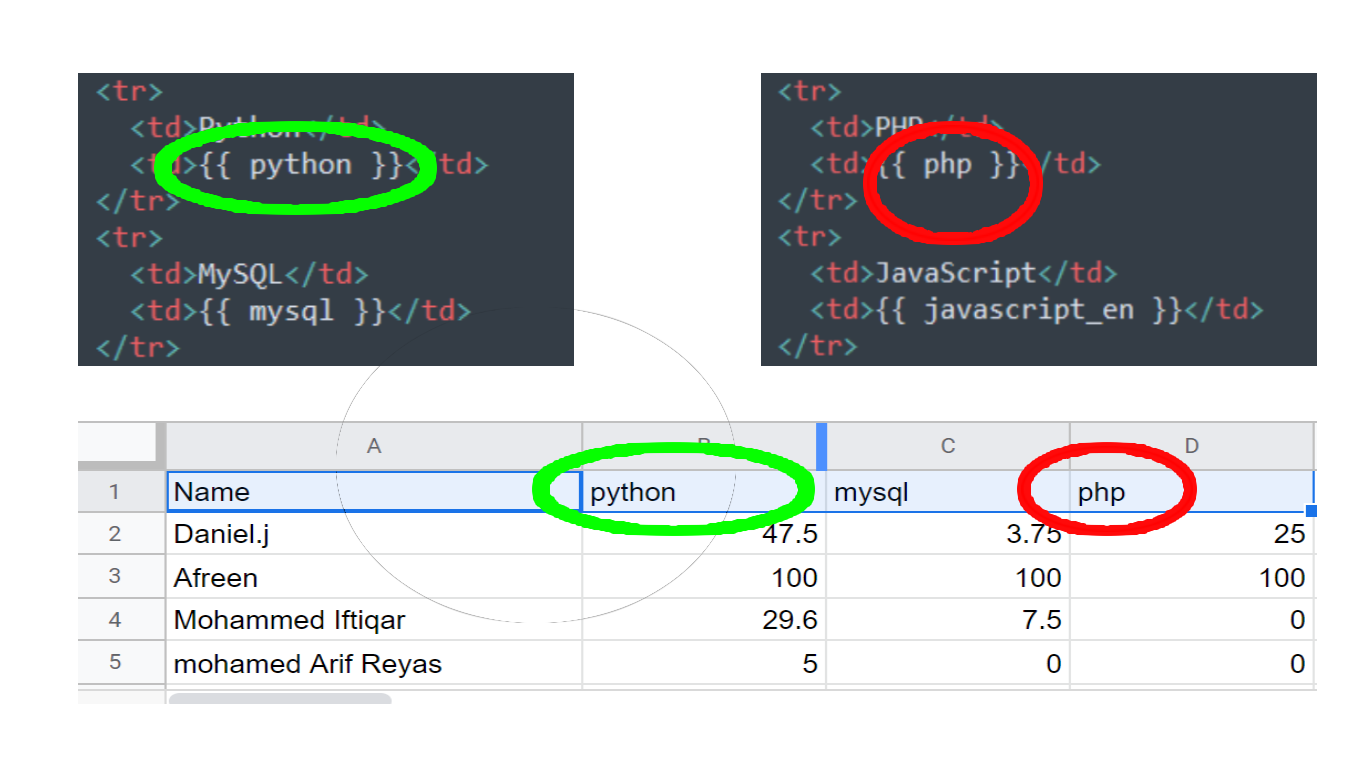 <tr>
<td>Python</td>
<td>{{ python }}</td>
</tr>
<tr>
<td>MySQL</td>
<td>{{ mysql }}</td>
</tr>
<tr>
<td>PHP</td>
<td>{{ php }}</td>
</tr>
<tr>
<td>JavaScript</td>
<td>{{ javascript_en }}</td>
</tr>
A B C D
1 Name python mysql php
2 Daniel.j 47.5 3.75 25
3 Afreen 100 100 100
4 Mohammed Iftiqar 29.6 7.5 0
5 mohamed Arif Reyas 5 0 0